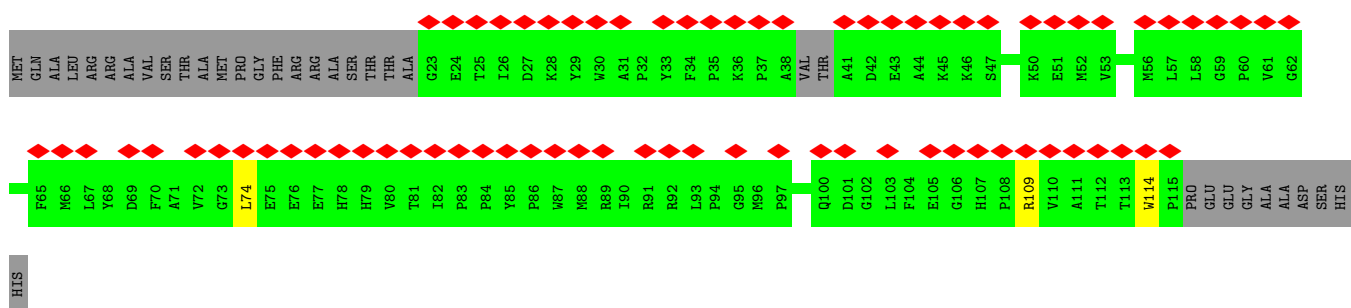 MET GLN ALA LEU ARG ARG ALA VAL SER THR ALA MET PRO GLY PHE ARG ARG ALA SER THR THR ALA G23 E24 T25 I26 D27 K28 Y29 W30 A31 P32 Y33 F34 P35 K36 P37 A38 VAL THR A41 D42 E43 A44 K45 K46 S47 K50 E51 M52 V53 M56 L57 L58 G59 P60 V61 G62
F65 M66 L67 Y68 D69 F70 A71 V72 G73 L74 E75 E76 E77 H78 H79 V80 T81 I82 P83 P84 Y85 P86 W87 M88 R89 I90 R91 R92 L93 P94 G95 M96 P97 Q100 D101 G102 L103 F104 E105 G106 H107 P108 R109 V110 A111 T112 T113 W114 P115 PRO GLU GLU GLY ALA ALA ASP SER HIS
HIS